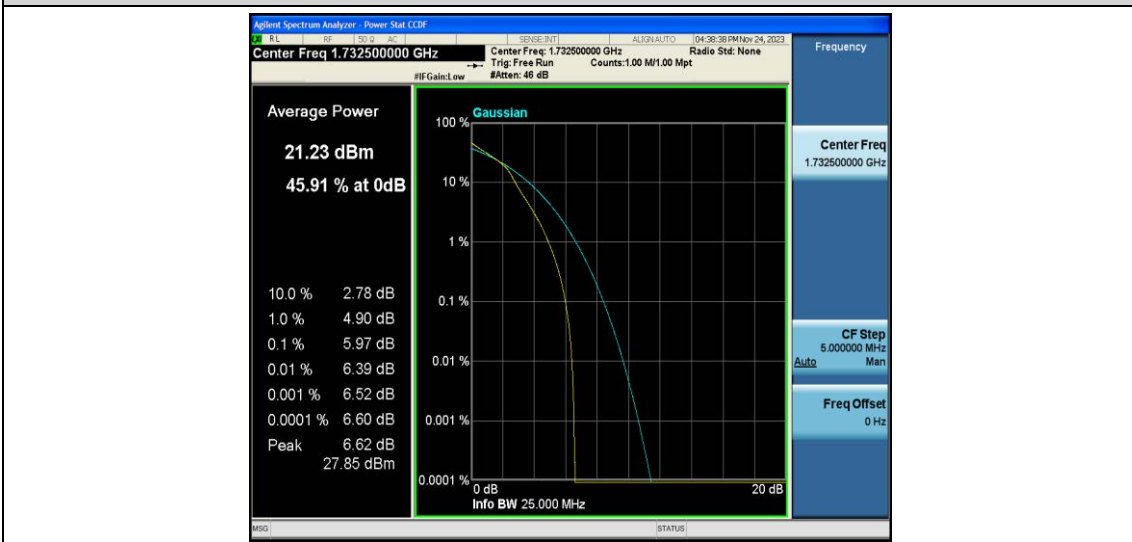 Agilent Spectrum Analyzer - Power Stat CCDF
RL RF 50 Ω AC SENSE:INT ALIGN AUTO 04:38:38 PM Nov 24, 2023
Center Freq 1.732500000 GHz
Center Freq: 1.732500000 GHz Radio Std: None
Trig: Free Run Counts:1.00 M/1.00 Mpt
#IFGain:Low #Atten: 46 dB
Frequency
Average Power
21.23 dBm
45.91 % at 0dB
10.0 % 2.78 dB
1.0 % 4.90 dB
0.1 % 5.97 dB
0.01 % 6.39 dB
0.001 % 6.52 dB
0.0001 % 6.60 dB
Peak 6.62 dB
27.85 dBm
Gaussian
100 %
10 %
1 %
0.1 %
0.01 %
0.001 %
0.0001 %
0 dB 20 dB
Info BW 25.000 MHz
Center Freq
1.732500000 GHz
CF Step
5.000000 MHz
Auto Man
Freq Offset
0 Hz
MSG STATUS